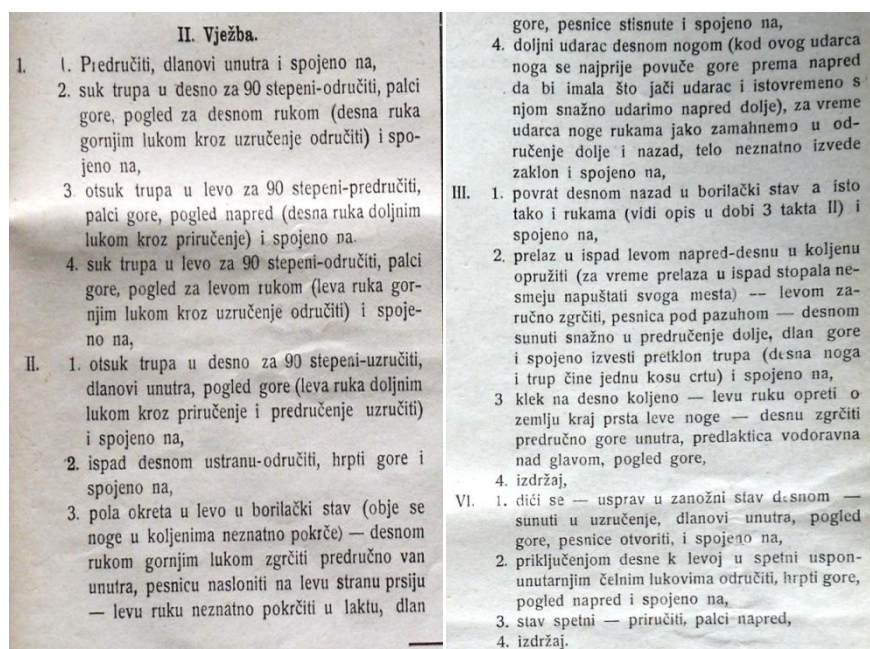 II. Vježba.
I. 1. Predručiti, dlanovi unutra i spojeno na,
2. suk trupa u desno za 90 stepeni-odručiti, palci
gore, pogled za desnom rukom (desna ruka
gornjim lukom kroz uzručenje odručiti) i spo-
jeno na,
3. otsuk trupa u levo za 90 stepeni-predručiti,
palci gore, pogled napred (desna ruka doljnim
lukom kroz priručenje) i spojeno na.
4. suk trupa u levo za 90 stepeni-odručiti, palci
gore, pogled za levom rukom (leva ruka gor-
njim lukom kroz uzručenje odručiti) i spoje-
no na,
II. 1. otsuk trupa u desno za 90 stepeni-uzručiti,
dlanovi unutra, pogled gore (leva ruka doljnim
lukom kroz priručenje i predručenje uzručiti)
i spojeno na,
2. ispad desnom ustranu-odručiti, hrpti gore i
spojeno na,
3. pola okreta u levo u borilački stav (obje se
noge u koljenima neznatno pokrče) — desnom
rukom gornjim lukom zgrčiti predručno van
unutra, pesnicu nasloniti na levu stranu prsiju
— levu ruku neznatno pokrčiti u laktu, dlan
gore, pesnice stisnute i spojeno na,
4. doljni udarac desnom nogom (kod ovog udarca
noga se najprije povuče gore prema napred
da bi imala što jači udarac i istovremeno s
njom snažno udarimo napred dolje), za vreme
udarca noge rukama jako zamahnemo u od-
ručenje dolje i nazad, telo neznatno izvede
zaklon i spojeno na,
III. 1. povrat desnom nazad u borilački stav a isto
tako i rukama (vidi opis u dobi 3 takta II) i
spojeno na,
2. prelaz u ispad levom napred-desnu u koljenu
opružiti (za vreme prelaza u ispad stopala ne-
smeju napuštati svoga mesta) — levom za-
ručno zgrčiti, pesnica pod pazuhom — desnom
sunuti snažno u predručenje dolje, dlan gore
i spojeno izvesti pretklon trupa (desna noga
i trup čine jednu kosu crtu) i spojeno na,
3 klek na desno koljeno — levu ruku opreti o
zemlju kraj prsta leve noge — desnu zgrčiti
predručno gore unutra, predlaktica vodoravna
nad glavom, pogled gore,
4. izdržaj,
VI. 1. dići se — usprav u zanožni stav desnom —
sunuti u uzručenje, dlanovi unutra, pogled
gore, pesnice otvoriti, i spojeno na,
2. priključenjom desne k levoj u spetni uspon-
unutarnjim čelnim lukovima odručiti, hrpti gore,
pogled napred i spojeno na,
3. stav spetni — priručiti, palci napred,
4. izdržaj.